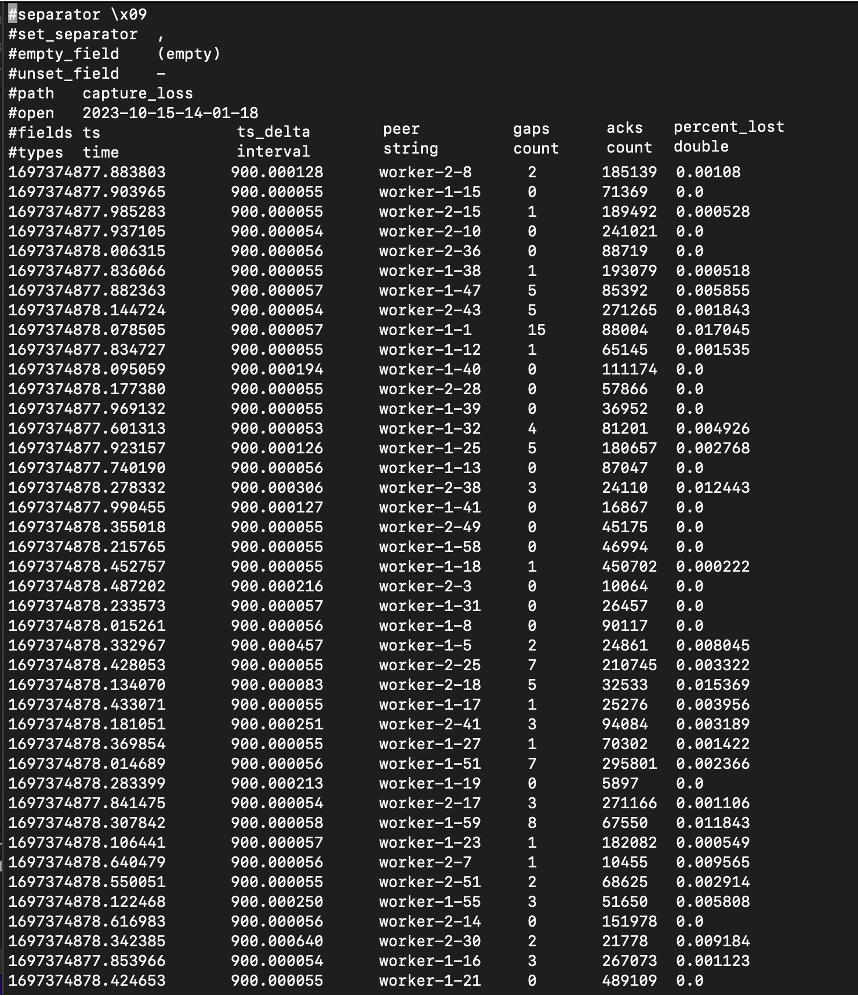 #separator \x09
#set_separator ,
#empty_field (empty)
#unset_field -
#path capture_loss
#open 2023-10-15-14-01-18
#fields ts ts_delta peer gaps acks percent_lost
#types time interval string count count double
1697374877.883803 900.000128 worker-2-8 2 185139 0.00108
1697374877.903965 900.000055 worker-1-15 0 71369 0.0
1697374877.985283 900.000055 worker-2-15 1 189492 0.000528
1697374877.937105 900.000054 worker-2-10 0 241021 0.0
1697374878.006315 900.000056 worker-2-36 0 88719 0.0
1697374877.836066 900.000055 worker-1-38 1 193079 0.000518
1697374877.882363 900.000057 worker-1-47 5 85392 0.005855
1697374878.144724 900.000054 worker-2-43 5 271265 0.001843
1697374878.078505 900.000057 worker-1-1 15 88004 0.017045
1697374877.834727 900.000055 worker-1-12 1 65145 0.001535
1697374878.095059 900.000194 worker-1-40 0 111174 0.0
1697374878.177380 900.000055 worker-2-28 0 57866 0.0
1697374877.969132 900.000055 worker-1-39 0 36952 0.0
1697374877.601313 900.000053 worker-1-32 4 81201 0.004926
1697374877.923157 900.000126 worker-1-25 5 180657 0.002768
1697374877.740190 900.000056 worker-1-13 0 87047 0.0
1697374878.278332 900.000306 worker-2-38 3 24110 0.012443
1697374877.990455 900.000127 worker-1-41 0 16867 0.0
1697374878.355018 900.000055 worker-2-49 0 45175 0.0
1697374878.215765 900.000055 worker-1-58 0 46994 0.0
1697374878.452757 900.000055 worker-1-18 1 450702 0.000222
1697374878.487202 900.000216 worker-2-3 0 10064 0.0
1697374878.233573 900.000057 worker-1-31 0 26457 0.0
1697374878.015261 900.000056 worker-1-8 0 90117 0.0
1697374878.332967 900.000457 worker-1-5 2 24861 0.008045
1697374878.428053 900.000055 worker-2-25 7 210745 0.003322
1697374878.134070 900.000083 worker-2-18 5 32533 0.015369
1697374878.433071 900.000055 worker-1-17 1 25276 0.003956
1697374878.181051 900.000251 worker-2-41 3 94084 0.003189
1697374878.369854 900.000055 worker-1-27 1 70302 0.001422
1697374878.014689 900.000056 worker-1-51 7 295801 0.002366
1697374878.283399 900.000213 worker-1-19 0 5897 0.0
1697374877.841475 900.000054 worker-2-17 3 271166 0.001106
1697374878.307842 900.000058 worker-1-59 8 67550 0.011843
1697374878.106441 900.000057 worker-1-23 1 182082 0.000549
1697374878.640479 900.000056 worker-2-7 1 10455 0.009565
1697374878.550051 900.000055 worker-2-51 2 68625 0.002914
1697374878.122468 900.000250 worker-1-55 3 51650 0.005808
1697374878.616983 900.000056 worker-2-14 0 151978 0.0
1697374878.342385 900.000640 worker-2-30 2 21778 0.009184
1697374877.853966 900.000054 worker-1-16 3 267073 0.001123
1697374878.424653 900.000055 worker-1-21 0 489109 0.0